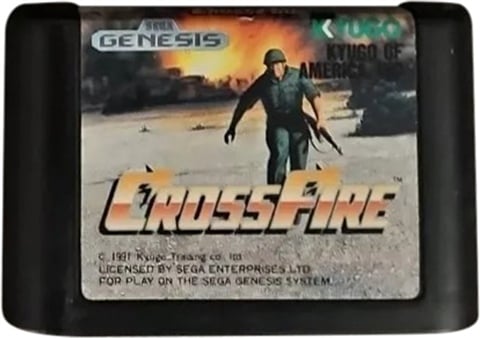 CROSSFIRE
SEGA
GENESIS
KYUGO
KYUGO OF
AMERICA
CROSSFIRE™
© 1991 Kyugo Trading co. ltd.
LICENSED BY SEGA ENTERPRISES LTD.
FOR PLAY ON THE SEGA GENESIS SYSTEM.